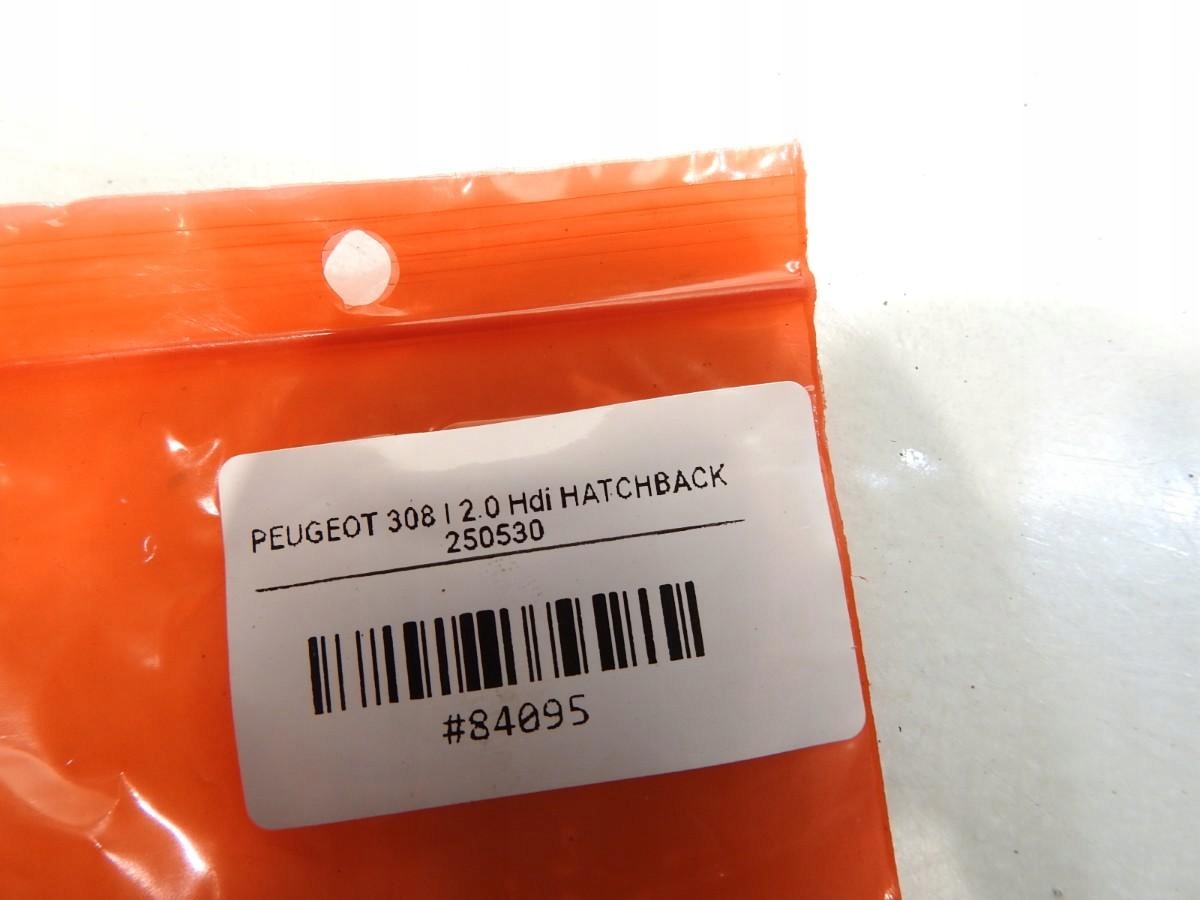 PEUGEOT 308 I 2.0 Hdi HATCHBACK
250530
#84095